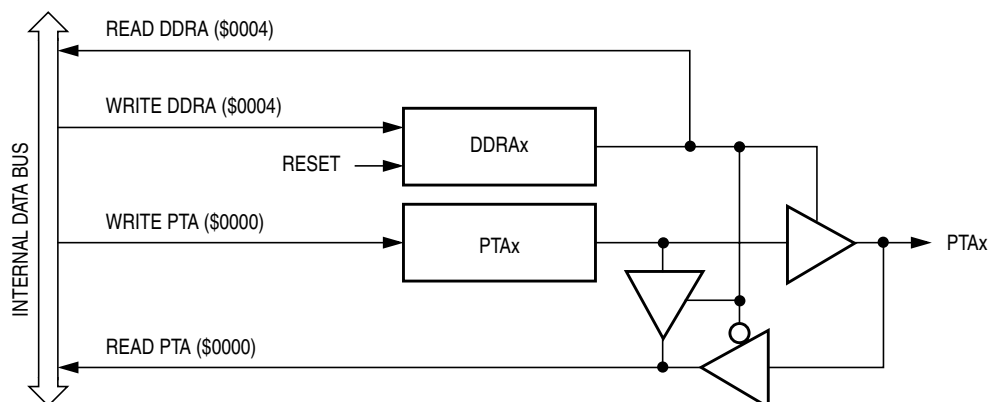 READ DDRA ($0004)
WRITE DDRA ($0004)
DDRAx
RESET
INTERNAL DATA BUS
WRITE PTA ($0000)
PTAx
PTAx
READ PTA ($0000)